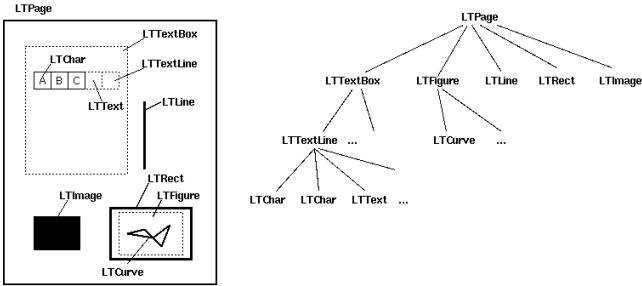 LTPage
LTTextBox
LTChar
LTTextLine
A B C
LTText
LTLine
LTRect
LTImage
LTFigure
LTCurve
LTPage
LTTextBox LTFigure LTLine LTRect LTImage
LTTextLine ... LTCurve ...
LTChar LTChar LTText ...